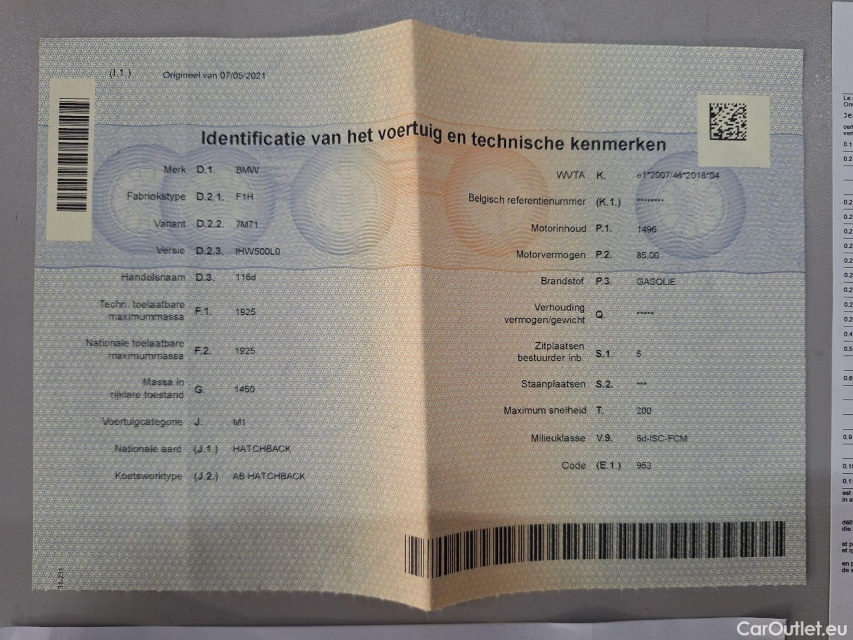 (I.1.) Origineel van 07/05/2021
Identificatie van het voertuig en technische kenmerken
Merk D.1. BMW
Fabriekstype D.2.1. F1H
Variant D.2.2. 7M71
Versie D.2.3. IHW500L0
Handelsnaam D.3. 116d
Techn. toelaatbare
maximummassa F.1. 1925
Nationale toelaatbare
maximummassa F.2. 1925
Massa in
rijklare toestand G. 1450
Voertuigcategorie J. M1
Nationale aard (J.1.) HATCHBACK
Koetswerktype (J.2.) AB HATCHBACK
WVTA K. e1*2007/46*2018*04
Belgisch referentienummer (K.1.) ********
Motorinhoud P.1. 1496
Motorvermogen P.2. 85,00
Brandstof P.3. GASOLIE
Verhouding
vermogen/gewicht Q. *****
Zitplaatsen
bestuurder inb. S.1. 5
Staanplaatsen S.2. ***
Maximum snelheid T. 200
Milieuklasse V.9. 6d-ISC-FCM
Code (E.1.) 953
CarOutlet.eu